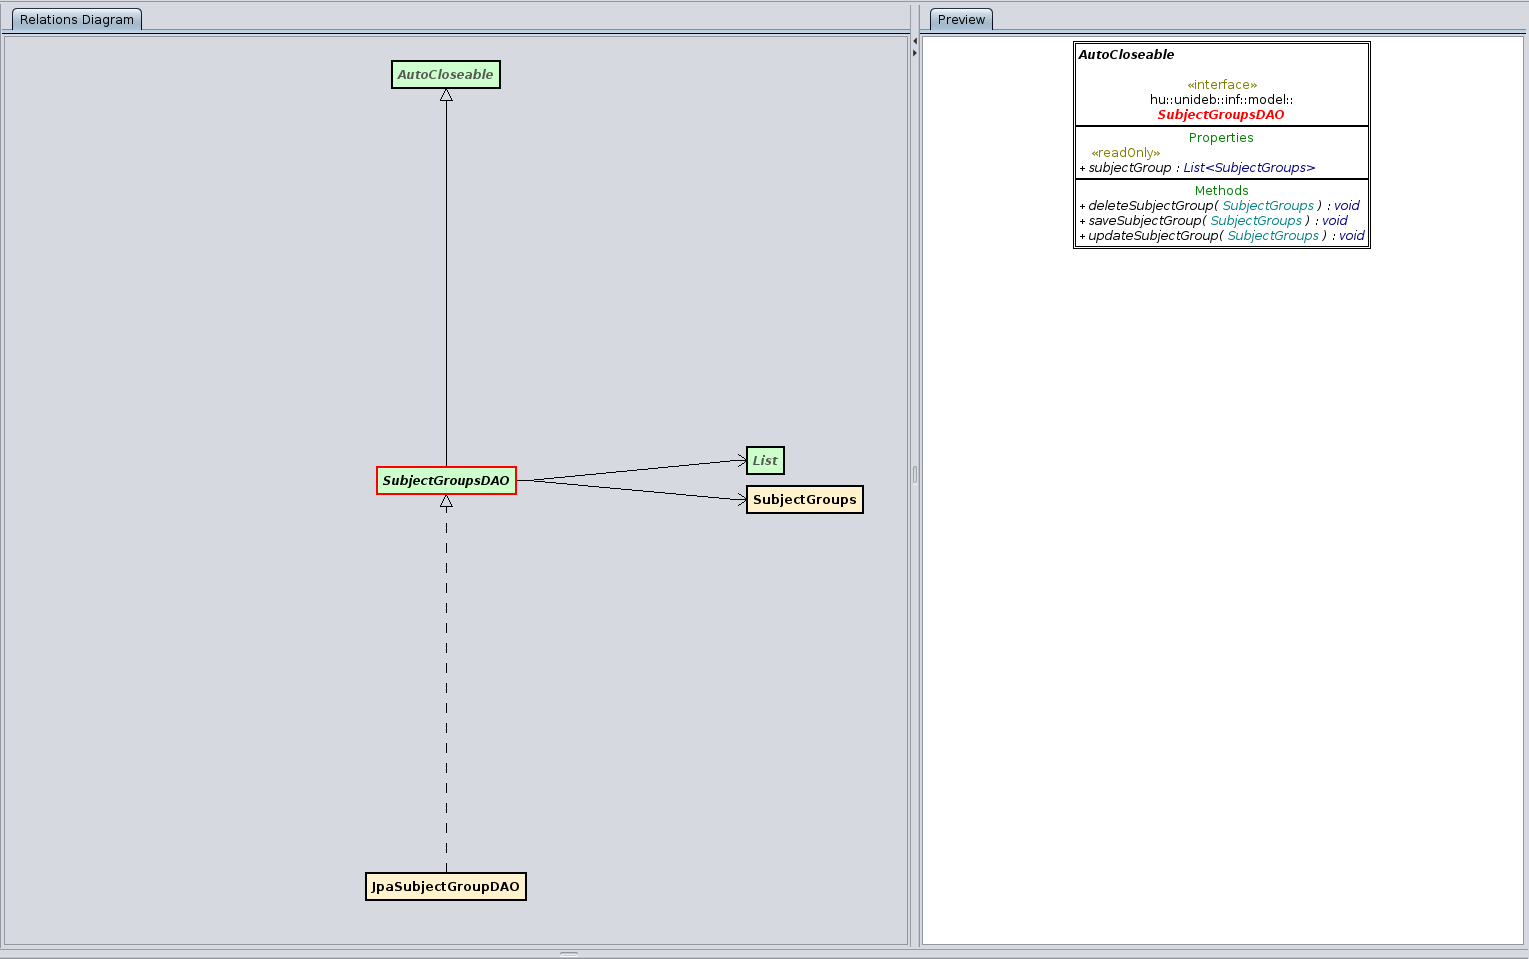 Relations Diagram
AutoCloseable
SubjectGroupsDAO
List
SubjectGroups
JpaSubjectGroupDAO
Preview
AutoCloseable
«interface»
hu::unideb::inf::model::
SubjectGroupsDAO
Properties
«readOnly»
+ subjectGroup : List<SubjectGroups>
Methods
+ deleteSubjectGroup( SubjectGroups ) : void
+ saveSubjectGroup( SubjectGroups ) : void
+ updateSubjectGroup( SubjectGroups ) : void